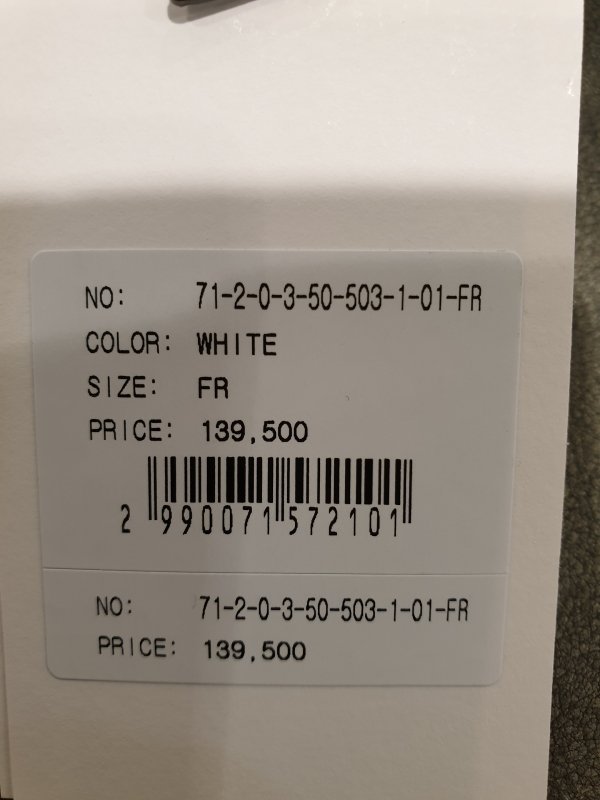 NO: 71-2-0-3-50-503-1-01-FR
COLOR: WHITE
SIZE: FR
PRICE: 139,500
2 990071 572101
NO: 71-2-0-3-50-503-1-01-FR
PRICE: 139,500